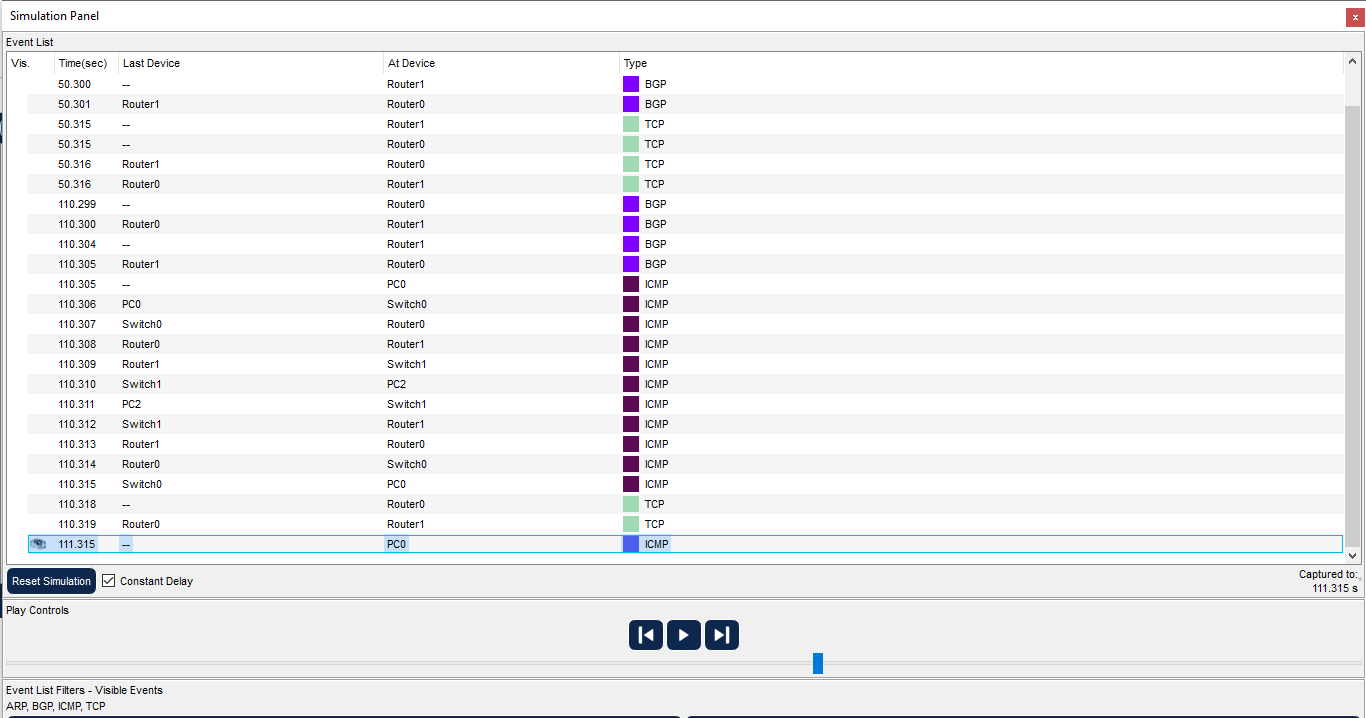 Simulation Panel
x
Event List
Vis. Time(sec) Last Device At Device Type
50.300 -- Router1 BGP
50.301 Router1 Router0 BGP
50.315 -- Router1 TCP
50.315 -- Router0 TCP
50.316 Router1 Router0 TCP
50.316 Router0 Router1 TCP
110.299 -- Router0 BGP
110.300 Router0 Router1 BGP
110.304 -- Router1 BGP
110.305 Router1 Router0 BGP
110.305 -- PC0 ICMP
110.306 PC0 Switch0 ICMP
110.307 Switch0 Router0 ICMP
110.308 Router0 Router1 ICMP
110.309 Router1 Switch1 ICMP
110.310 Switch1 PC2 ICMP
110.311 PC2 Switch1 ICMP
110.312 Switch1 Router1 ICMP
110.313 Router1 Router0 ICMP
110.314 Router0 Switch0 ICMP
110.315 Switch0 PC0 ICMP
110.318 -- Router0 TCP
110.319 Router0 Router1 TCP
111.315 -- PC0 ICMP
Reset Simulation Constant Delay Captured to:
111.315 s
Play Controls
Event List Filters - Visible Events
ARP, BGP, ICMP, TCP